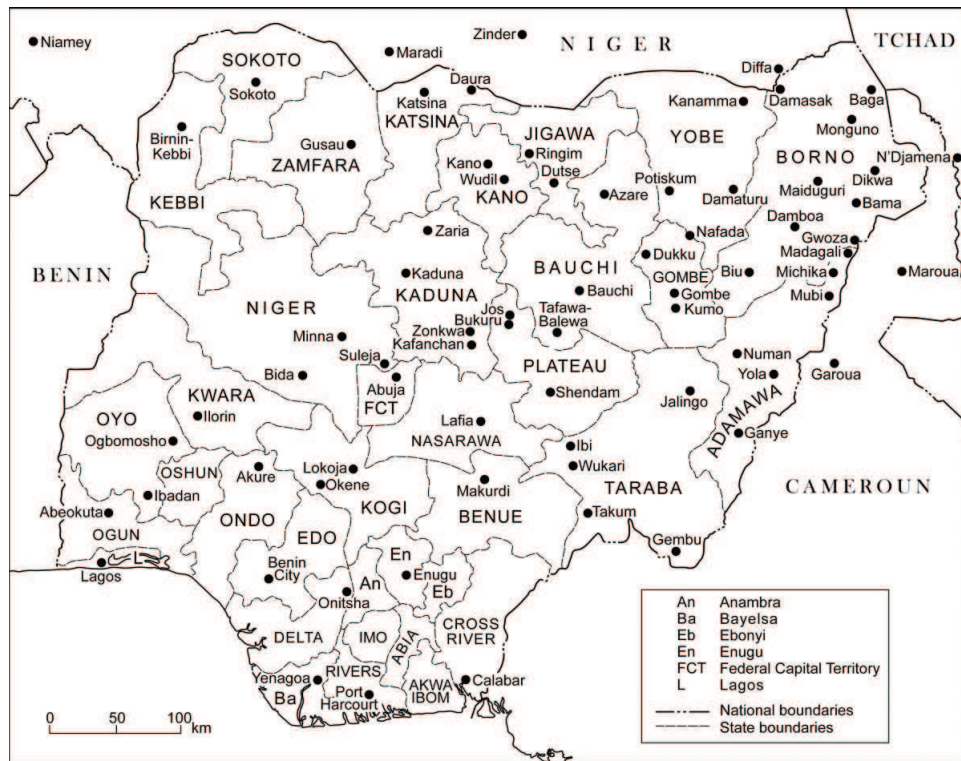 Niamey
Zinder
NIGER
TCHAD
SOKOTO
Maradi
Diffa
Sokoto
Daura
Katsina
KATSINA
Kanamma
Damasak
Baga
Birnin-
Kebbi
Gusau
ZAMFARA
JIGAWA
Ringim
YOBE
Monguno
BORNO
N'Djamena
Kano
Wudil
KANO
Dutse
Azare
Potiskum
Damaturu
Maiduguri
Dikwa
Bama
KEBBI
Zaria
Nafada
Damboa
Gwoza
Madagali
BENIN
Kaduna
KADUNA
BAUCHI
Bauchi
Dukku
GOMBE
Gombe
Kumo
Biu
Michika
Mubi
Maroua
NIGER
Minna
Jos
Bukuru
Zonkwa
Kafanchan
Tafawa-
Balewa
Suleja
Abuja
FCT
PLATEAU
Shendam
Numan
Yola
Garoua
Bida
KWARA
Ilorin
Jalingo
ADAMAWA
Ganye
OYO
Ogbomosho
Lafia
NASARAWA
Ibi
Wukari
OSHUN
Akure
Lokoja
Okene
Ibadan
KOGI
Makurdi
BENUE
TARABA
CAMEROUN
Abeokuta
OGUN
ONDO
EDO
Takum
Gembu
L
Lagos
Benin
City
En
Enugu
Eb
An
Onitsha
DELTA
IMO
ABIA
CROSS
RIVER
Yenagoa
Ba
RIVERS
Port
Harcourt
AKWA
IBOM
Calabar
An Anambra
Ba Bayelsa
Eb Ebonyi
En Enugu
FCT Federal Capital Territory
L Lagos
National boundaries
State boundaries
0 50 100
km